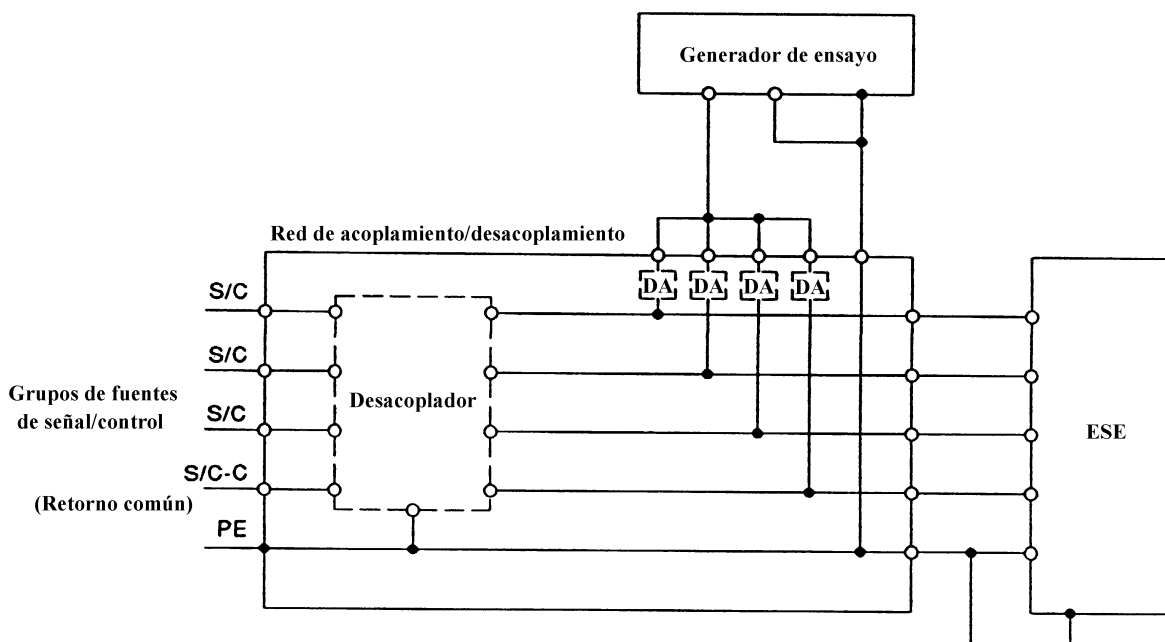 Generador de ensayo
Red de acoplamiento/desacoplamiento
DA DA DA DA
S/C
S/C
Grupos de fuentes
de señal/control
Desacoplador
S/C
ESE
S/C-C
(Retorno común)
PE